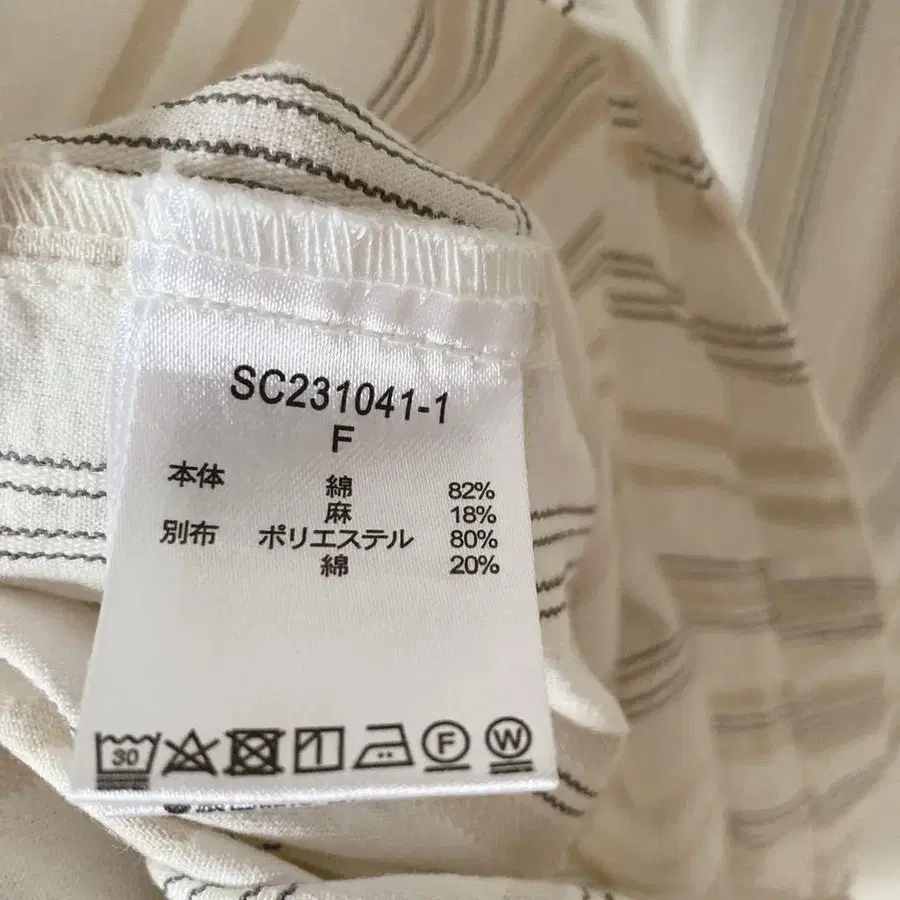 SC231041-1
F
本体 綿 82%
麻 18%
別布 ポリエステル 80%
綿 20%
30 F W